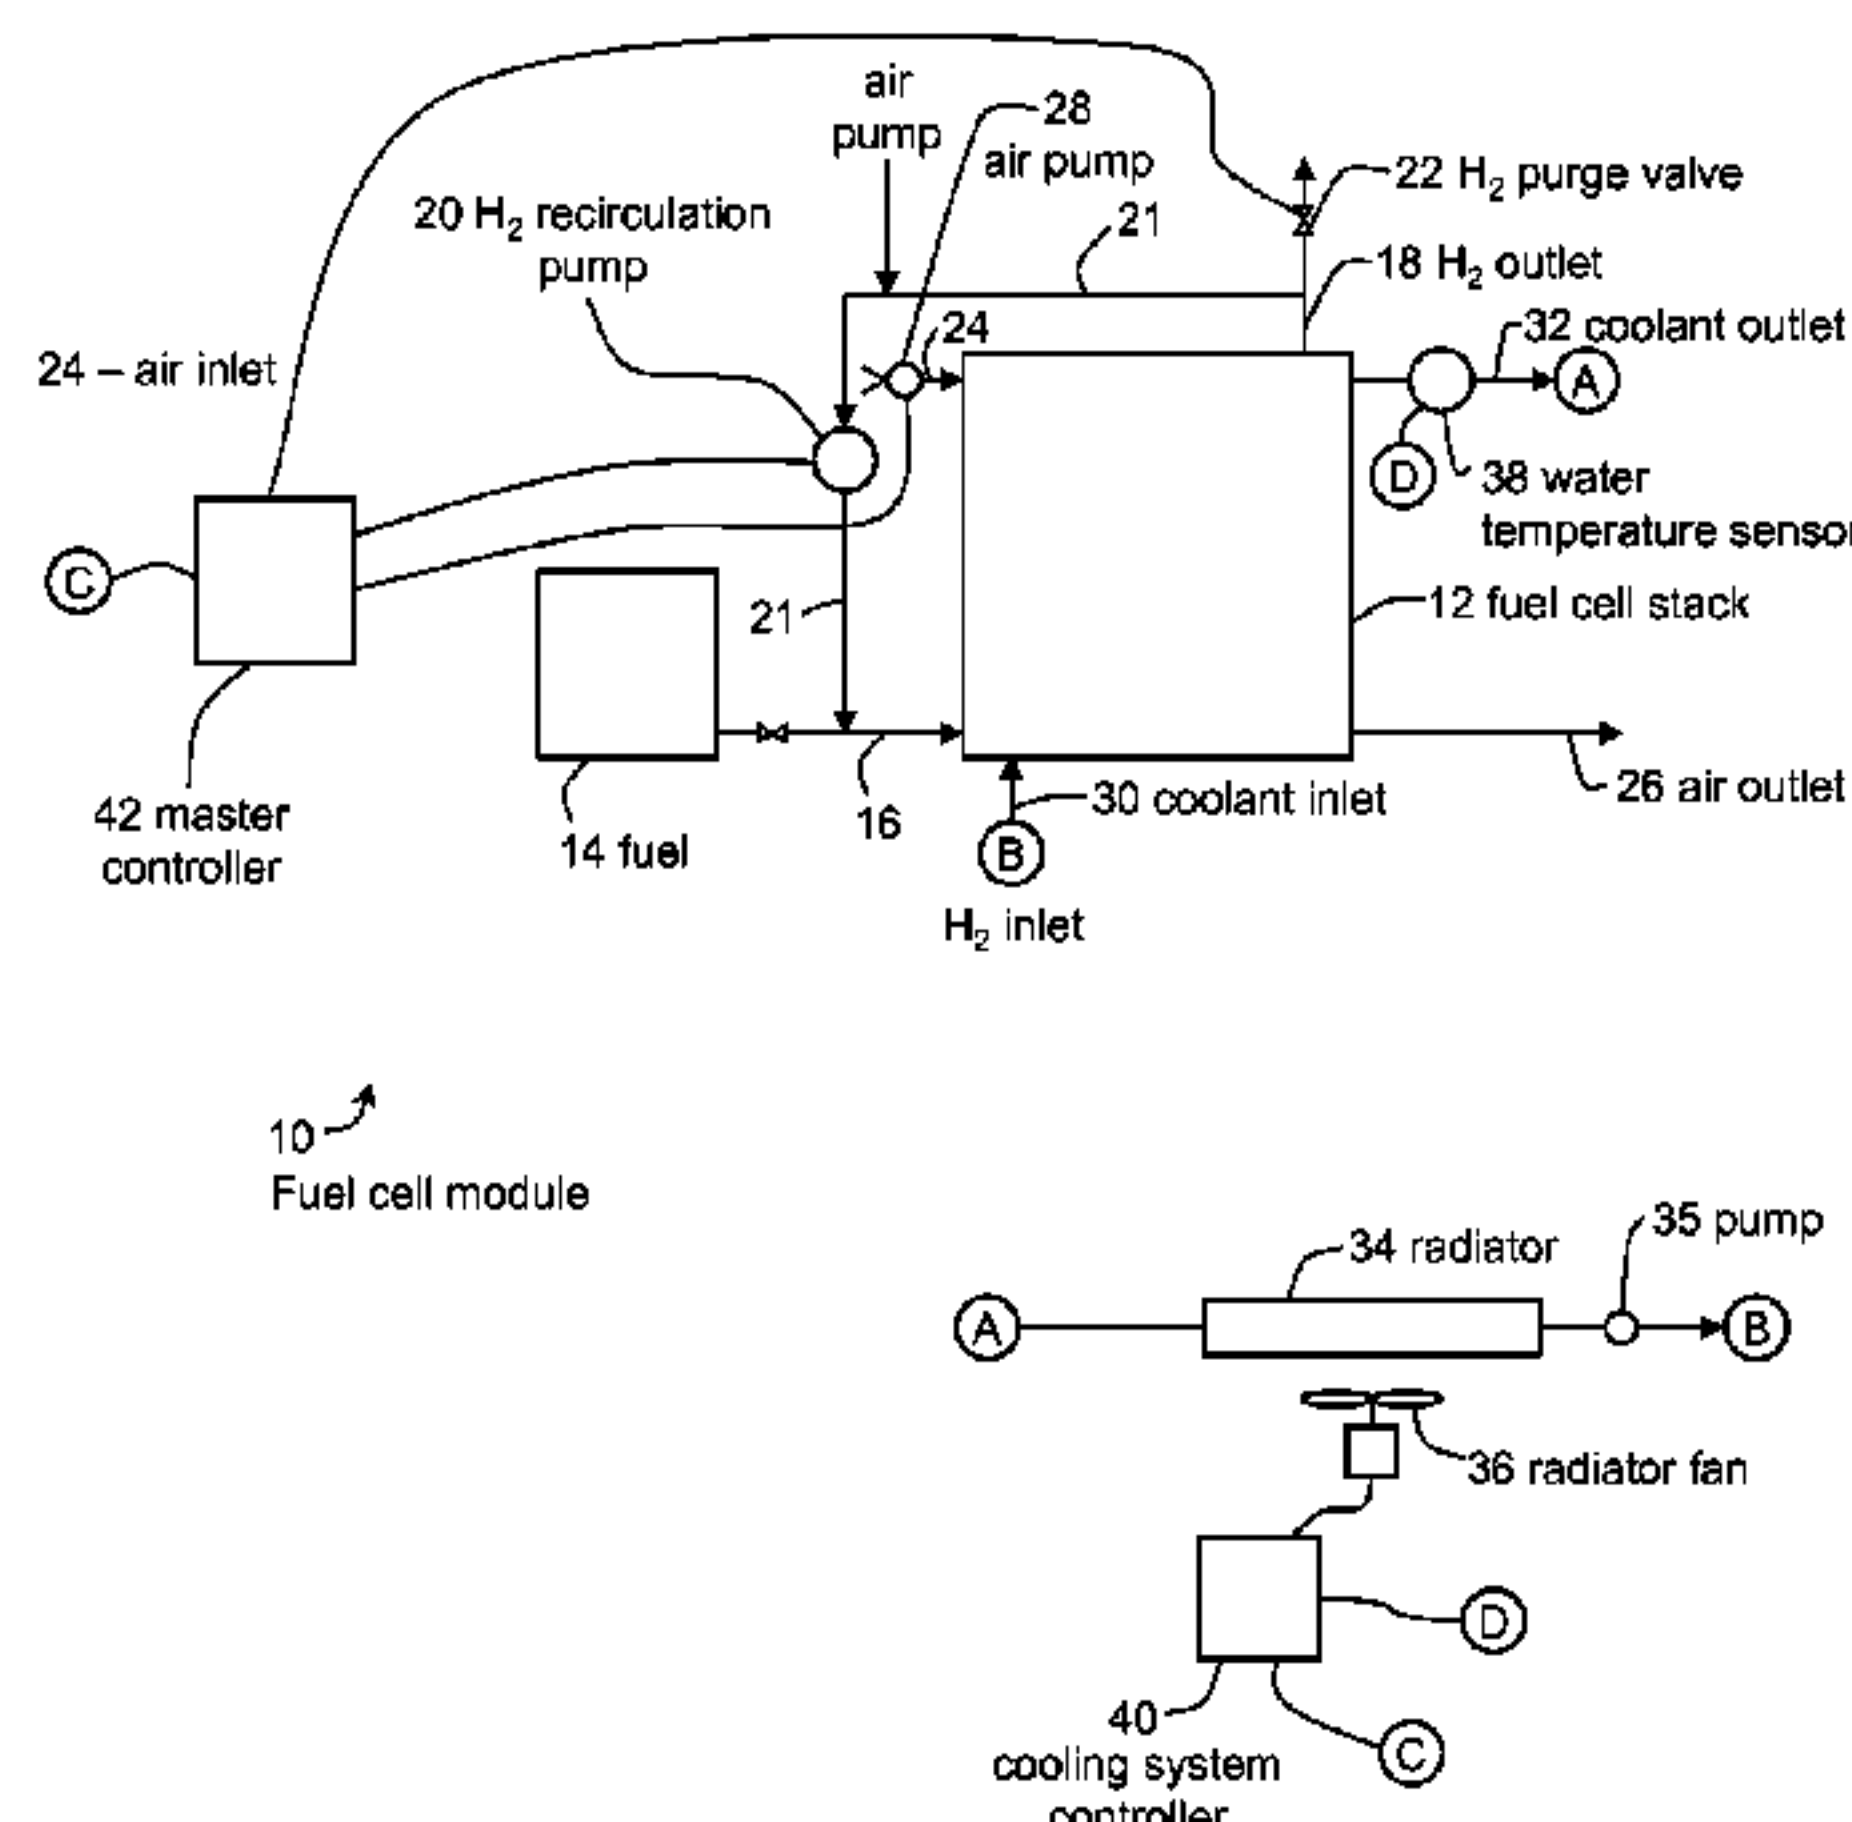 air
pump
28
air pump
22 H₂ purge valve
20 H₂ recirculation
pump
21
18 H₂ outlet
24
32 coolant outlet
24 – air inlet
A
D
38 water
temperature sensor
C
21
12 fuel cell stack
42 master
controller
14 fuel
16
30 coolant inlet
26 air outlet
B
H₂ inlet
10
Fuel cell module
35 pump
34 radiator
A
B
36 radiator fan
D
40
cooling system
controller
C